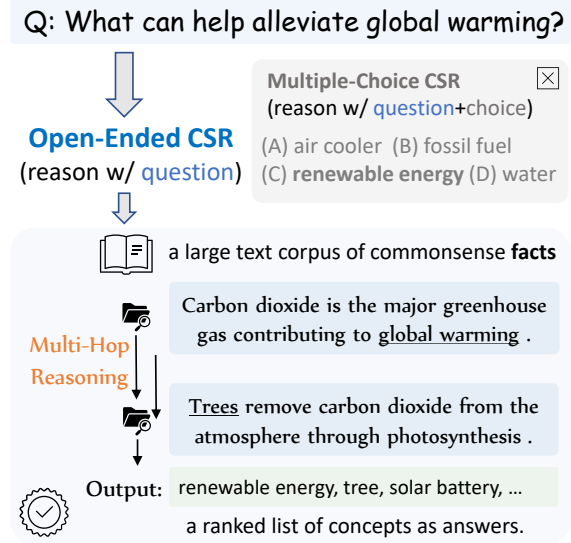 Q: What can help alleviate global warming?
Multiple-Choice CSR
(reason w/ question+choice)
(A) air cooler (B) fossil fuel
(C) renewable energy (D) water
Open-Ended CSR
(reason w/ question)
a large text corpus of commonsense facts
Carbon dioxide is the major greenhouse
gas contributing to global warming .
Multi-Hop
Reasoning
Trees remove carbon dioxide from the
atmosphere through photosynthesis .
Output: renewable energy, tree, solar battery, ...
a ranked list of concepts as answers.